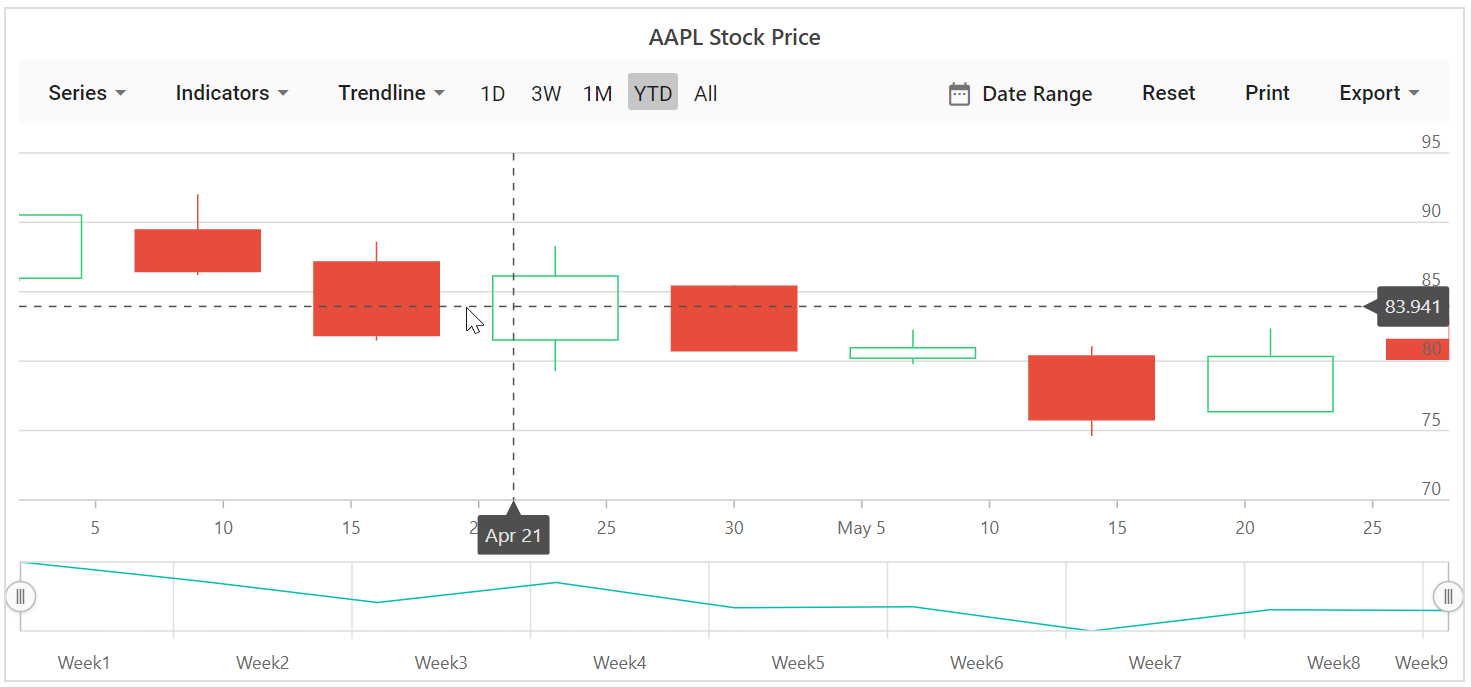 AAPL Stock Price
Series Indicators Trendline 1D 3W 1M YTD All Date Range Reset Print Export
95
90
85
83.941
80
75
70
5 10 15 25 30 May 5 10 15 20 25
Apr 21
Week1 Week2 Week3 Week4 Week5 Week6 Week7 Week8 Week9